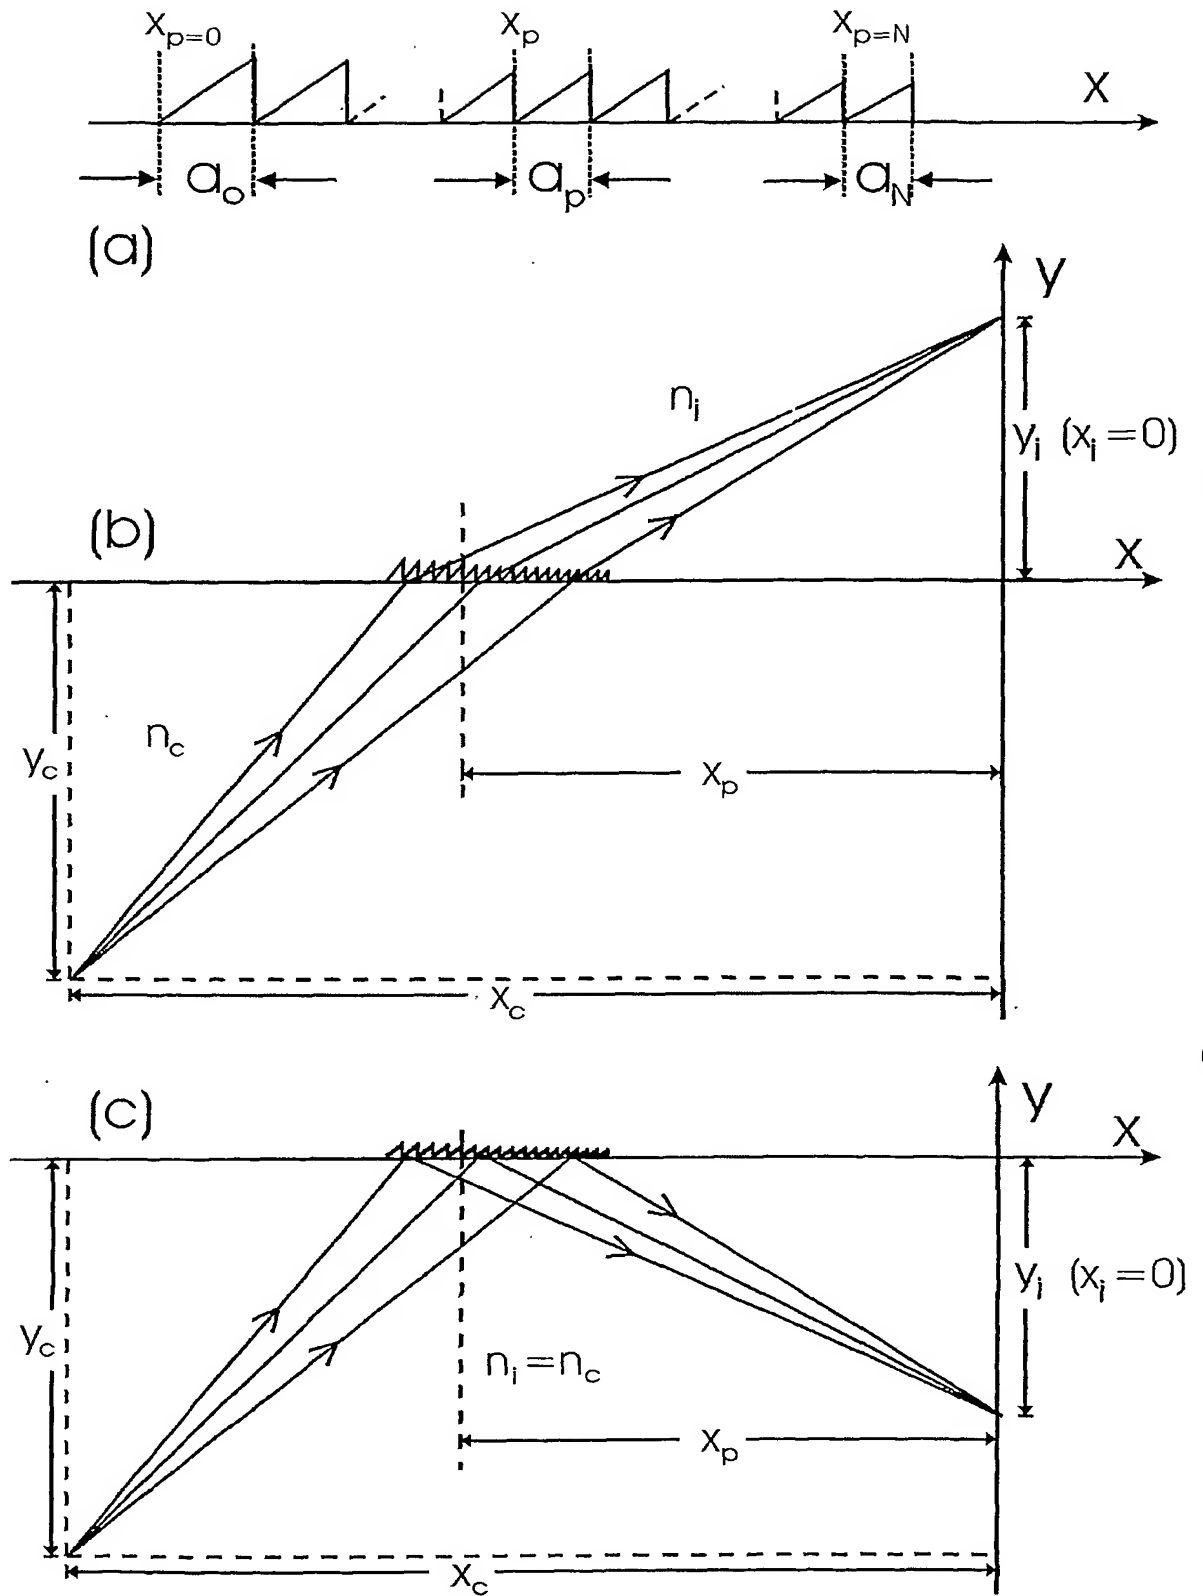 X_{p=0} X_p X_{p=N}
X
a_o a_p a_N
(a)
y
n_i
y_i (x_i=0)
(b)
X
n_c
y_c
x_p
x_c
(c)
y
X
y_i (x_i=0)
y_c
n_i=n_c
x_p
x_c